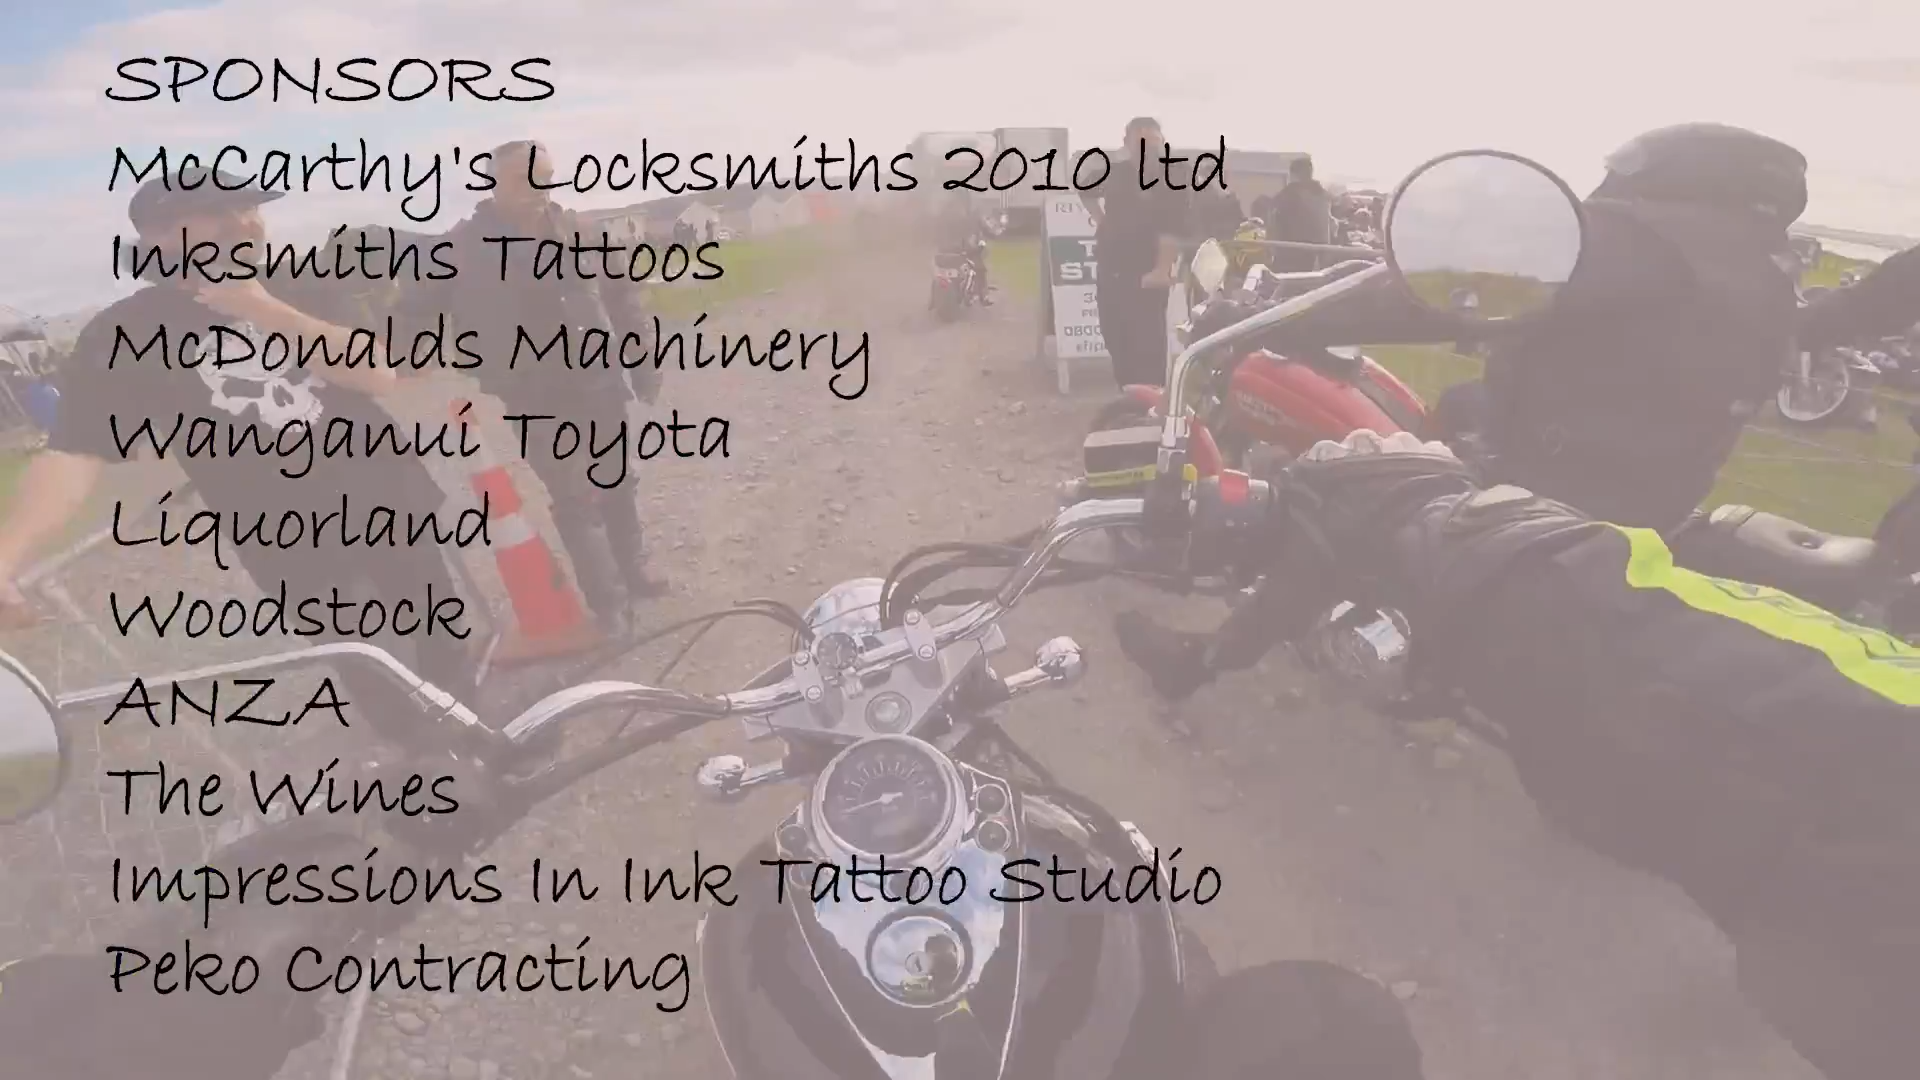 SPONSORS
McCarthy's Locksmiths 2010 ltd
Inksmiths Tattoos
McDonalds Machinery
Wanganui Toyota
Liquorland
Woodstock
ANZA
The Wines
Impressions In Ink Tattoo Studio
Peko Contracting